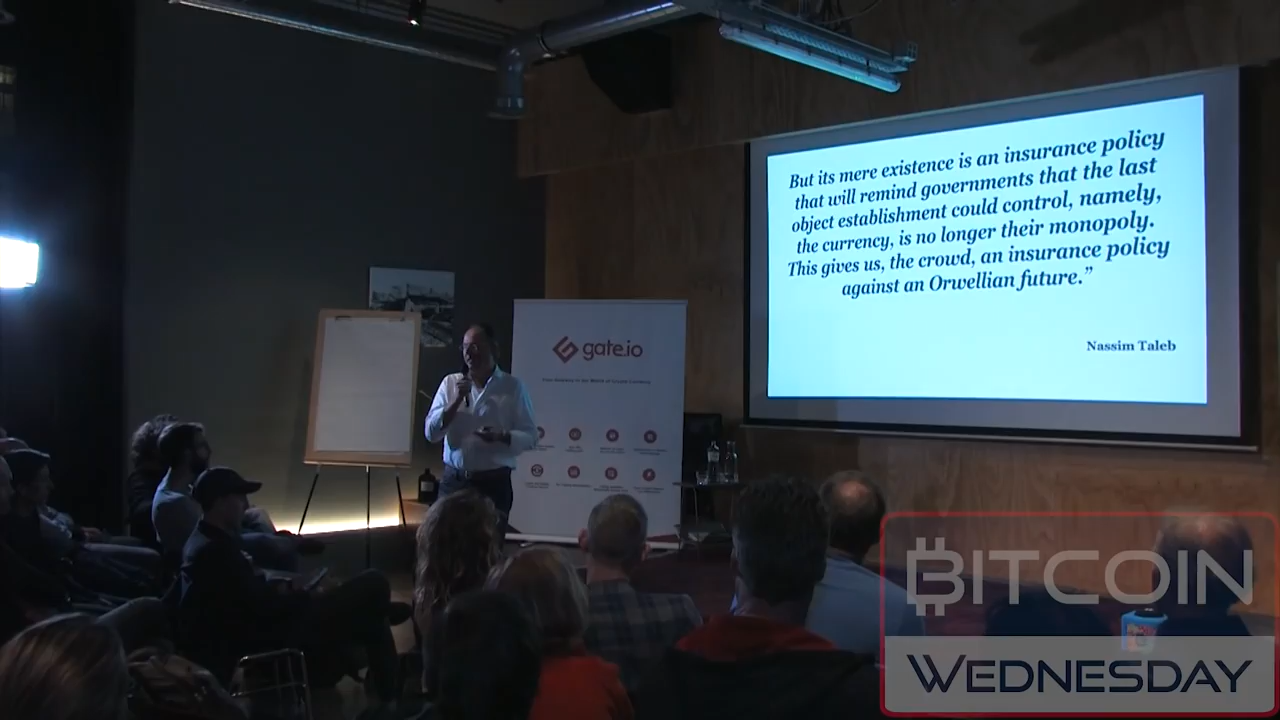 But its mere existence is an insurance policy
that will remind governments that the last
object establishment could control, namely,
the currency, is no longer their monopoly.
This gives us, the crowd, an insurance policy
against an Orwellian future.”
Nassim Taleb
gate.io
BITCOIN
WEDNESDAY